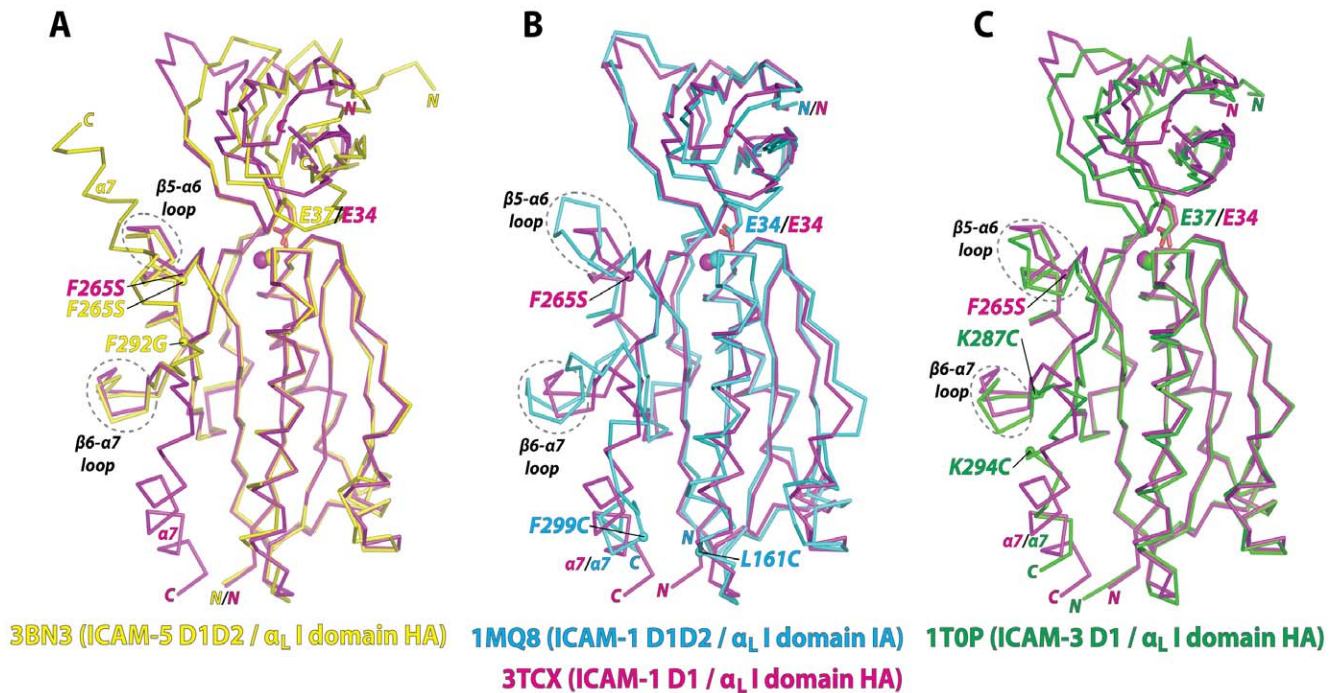 A
N
C
α7
β5-α6
loop
C
C
E37/E34
F265S
F265S
F292G
β6-α7
loop
α7
C
N/N
3BN3 (ICAM-5 D1D2 / αL I domain HA)
B
N/N
C
β5-α6
loop
E34/E34
F265S
β6-α7
loop
F299C
N
L161C
α7/α7
C
C
N
1MQ8 (ICAM-1 D1D2 / αL I domain IA)
3TCX (ICAM-1 D1 / αL I domain HA)
C
N
N
C
β5-α6
loop
E37/E34
F265S
K287C
β6-α7
loop
K294C
α7/α7
C
C
N
N
1T0P (ICAM-3 D1 / αL I domain HA)